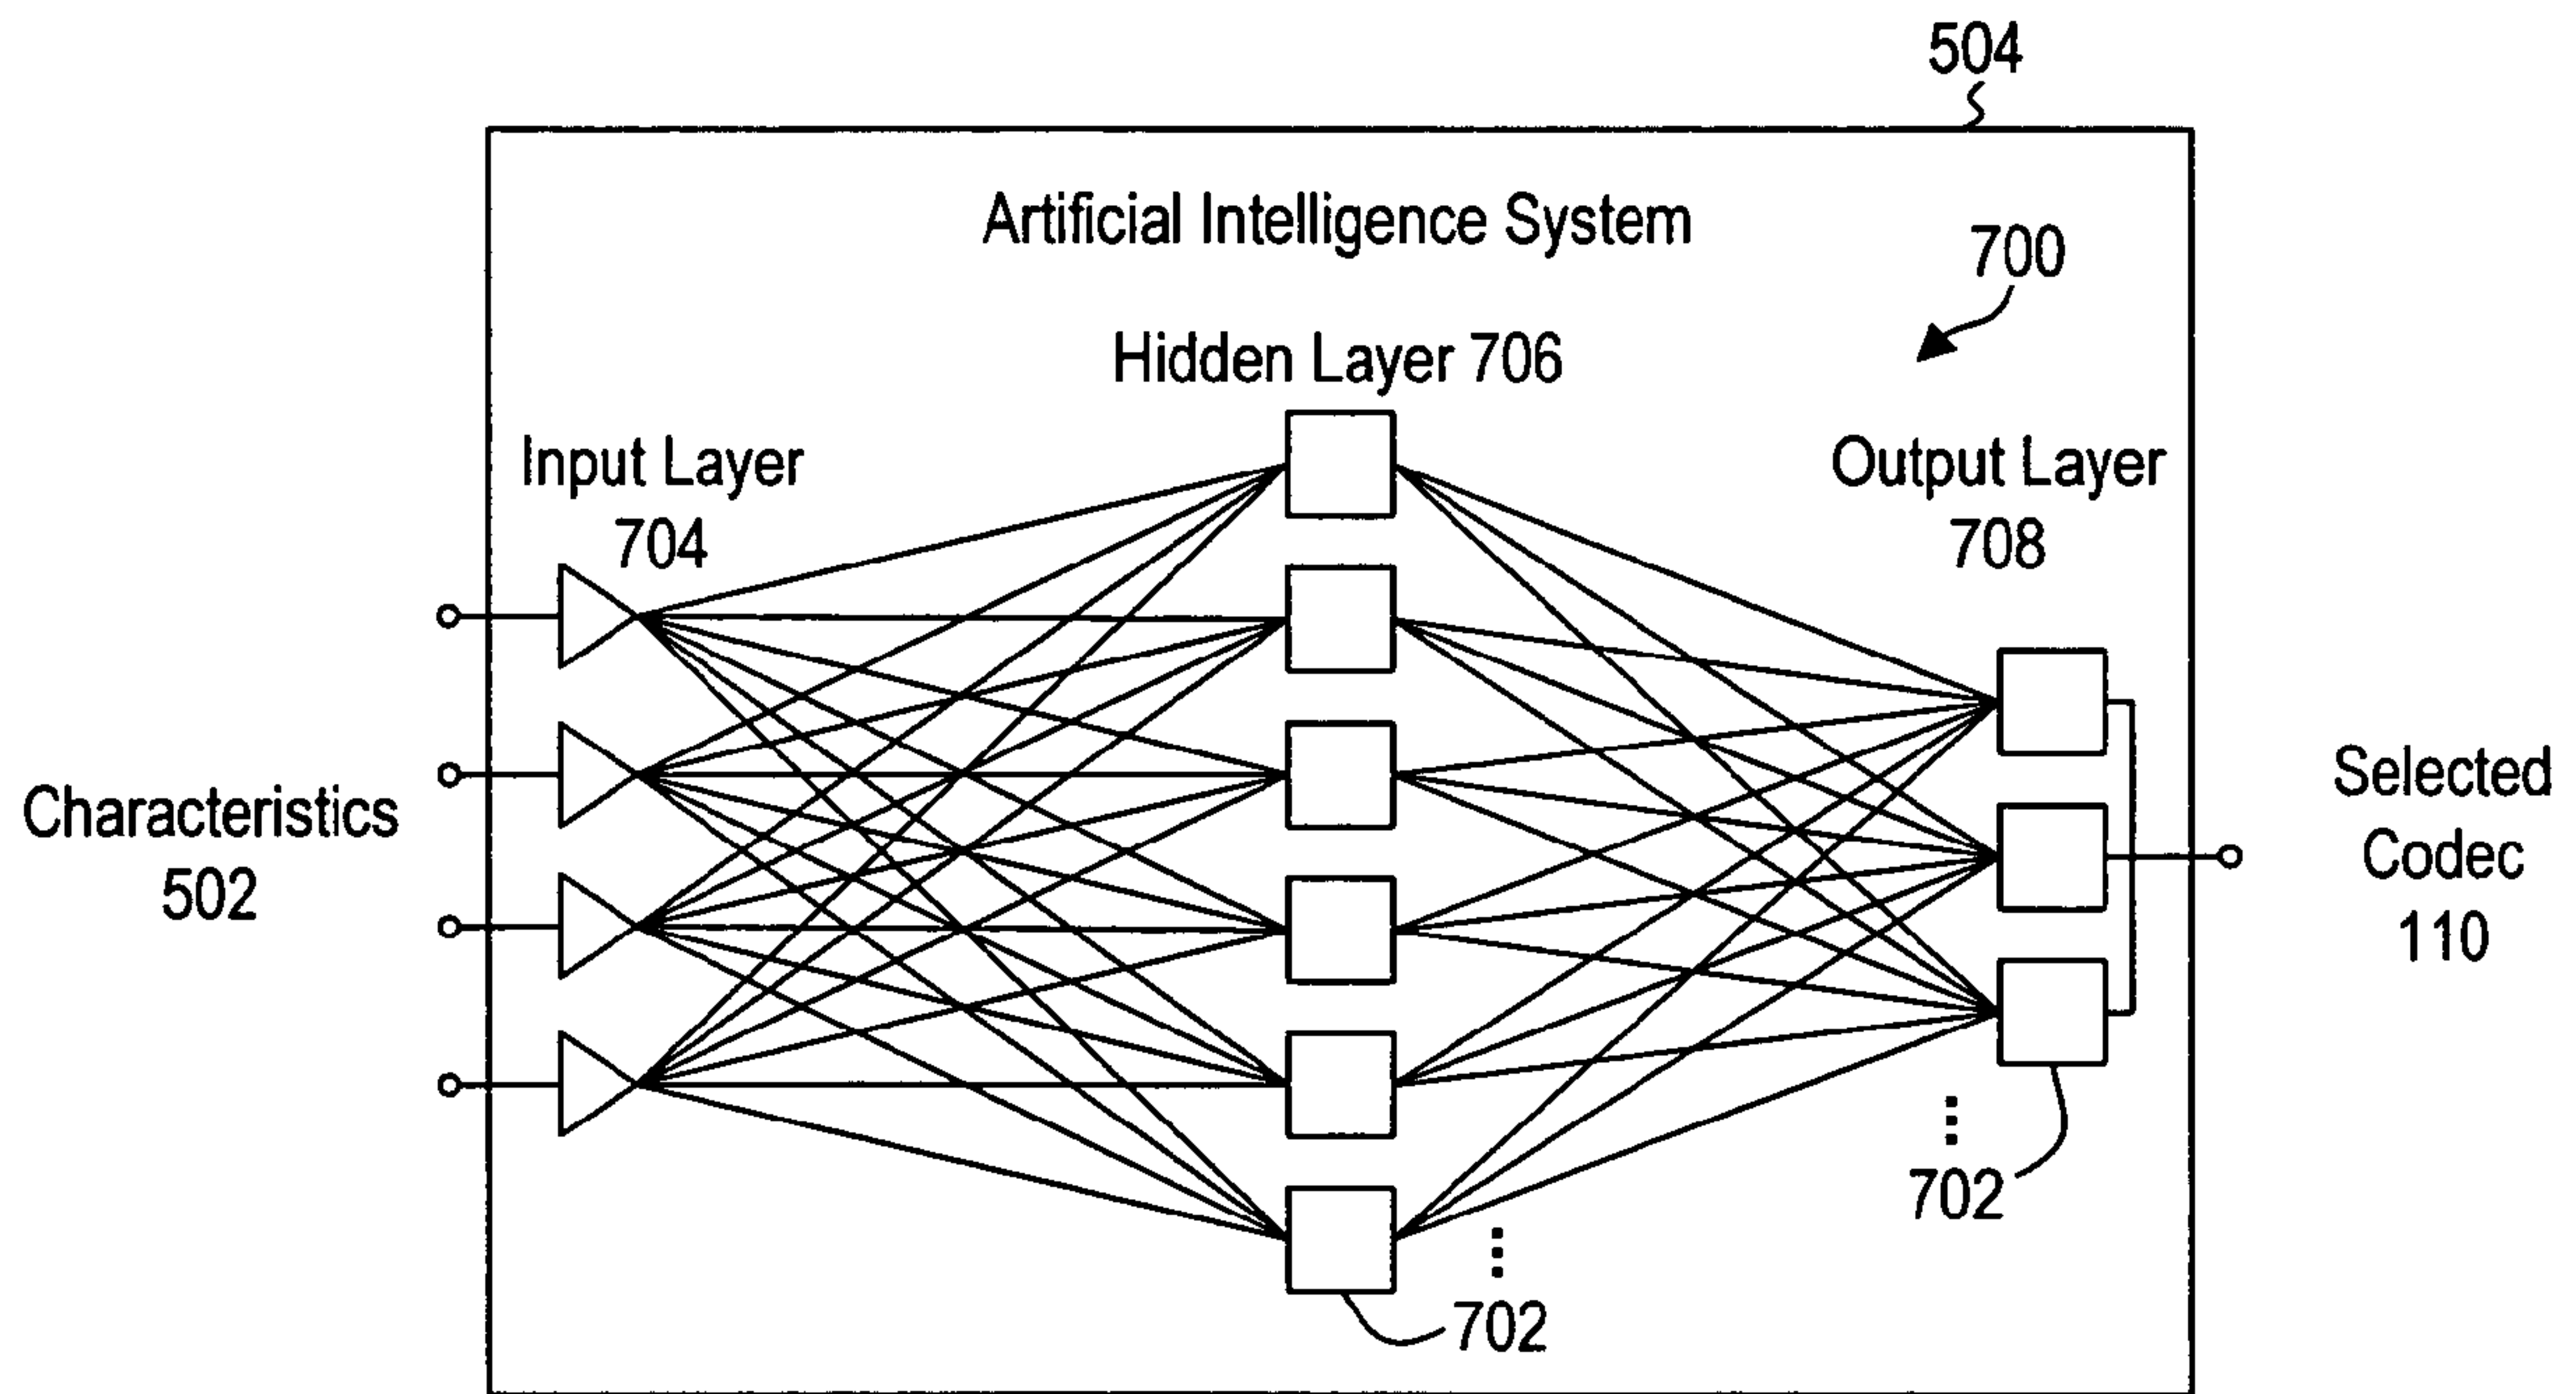 504
Artificial Intelligence System
700
Hidden Layer 706
Input Layer
704
Output Layer
708
Characteristics
502
Selected
Codec
110
702
702